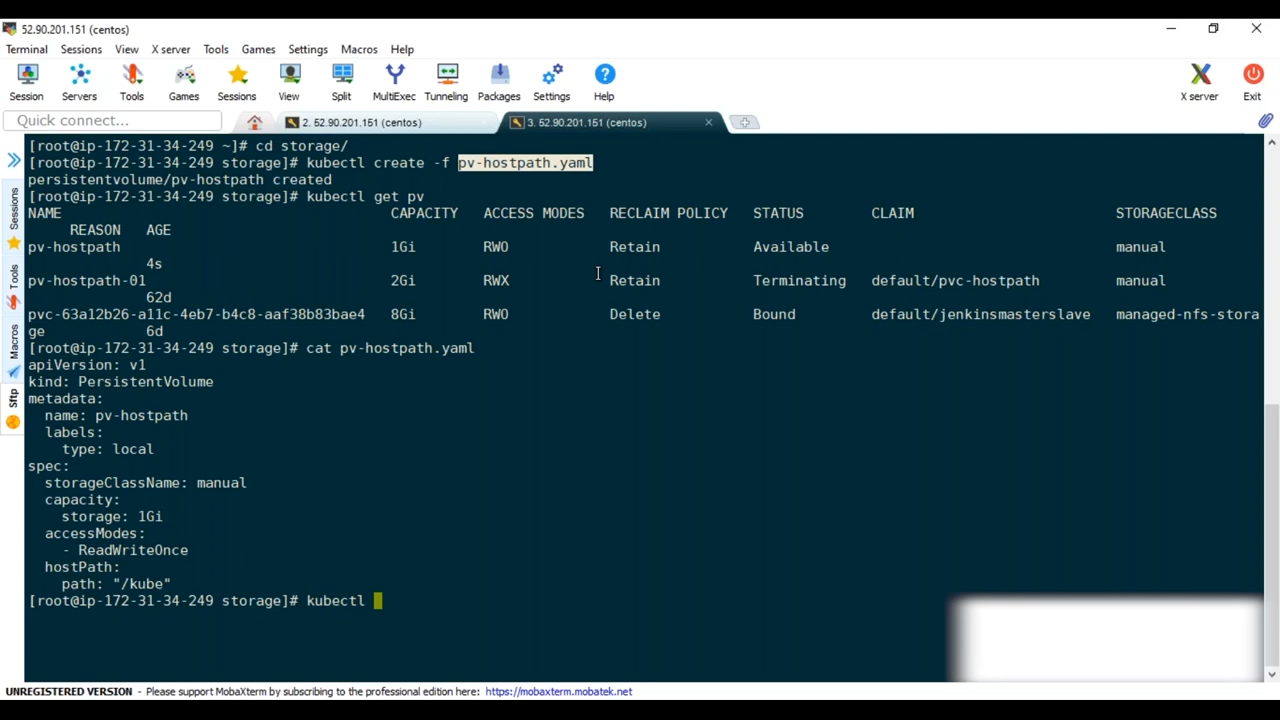 52.90.201.151 (centos)
Terminal Sessions View X server Tools Games Settings Macros Help
Session Servers Tools Games Sessions View Split MultiExec Tunneling Packages Settings Help X server Exit
Quick connect... 2. 52.90.201.151 (centos) 3. 52.90.201.151 (centos)
Sessions
Tools
Macros
Sftp
[root@ip-172-31-34-249 ~]# cd storage/
[root@ip-172-31-34-249 storage]# kubectl create -f pv-hostpath.yaml
persistentvolume/pv-hostpath created
[root@ip-172-31-34-249 storage]# kubectl get pv
NAME CAPACITY ACCESS MODES RECLAIM POLICY STATUS CLAIM STORAGECLASS
REASON AGE
pv-hostpath 1Gi RWO Retain Available manual
4s
pv-hostpath-01 2Gi RWX Retain Terminating default/pvc-hostpath manual
62d
pvc-63a12b26-a11c-4eb7-b4c8-aaf38b83bae4 8Gi RWO Delete Bound default/jenkinsmasterslave managed-nfs-stora
ge 6d
[root@ip-172-31-34-249 storage]# cat pv-hostpath.yaml
apiVersion: v1
kind: PersistentVolume
metadata:
name: pv-hostpath
labels:
type: local
spec:
storageClassName: manual
capacity:
storage: 1Gi
accessModes:
- ReadWriteOnce
hostPath:
path: "/kube"
[root@ip-172-31-34-249 storage]# kubectl
UNREGISTERED VERSION - Please support MobaXterm by subscribing to the professional edition here: https://mobaxterm.mobatek.net